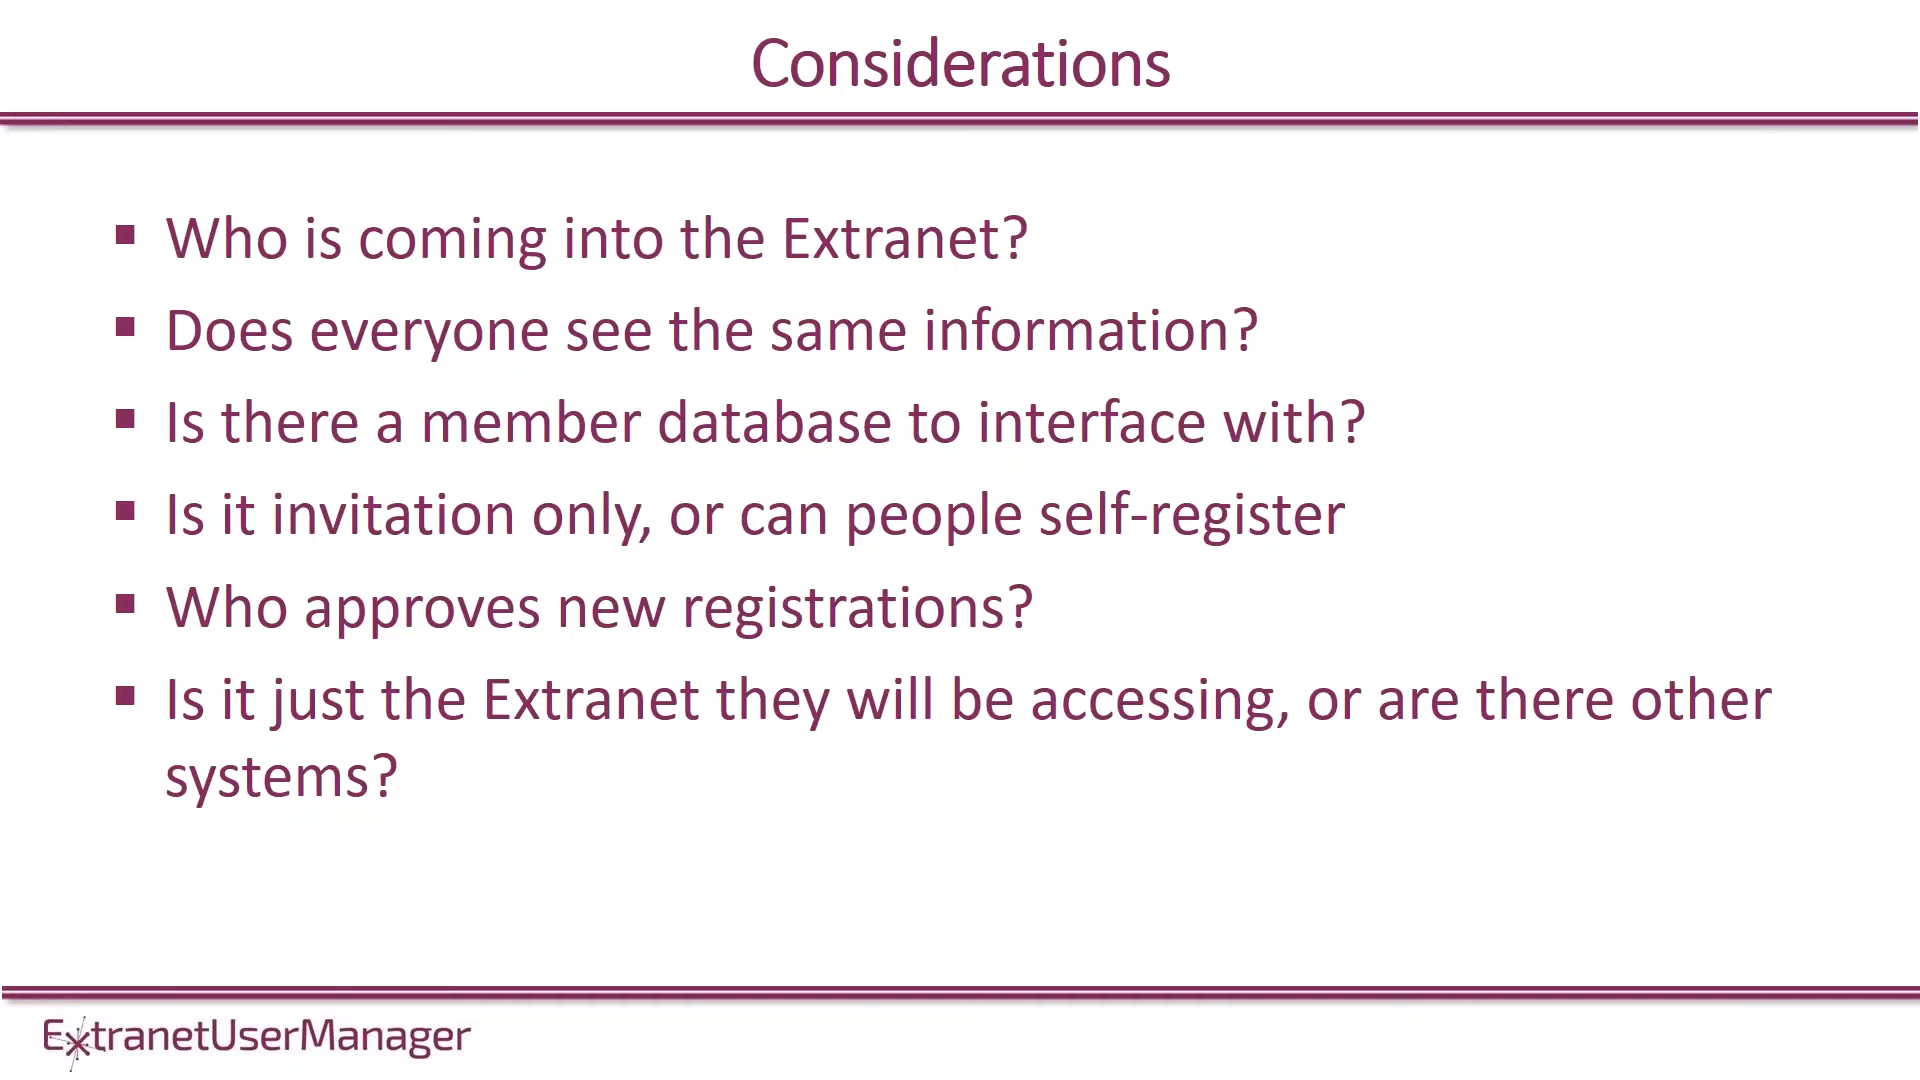 Considerations
▪ Who is coming into the Extranet?
▪ Does everyone see the same information?
▪ Is there a member database to interface with?
▪ Is it invitation only, or can people self-register
▪ Who approves new registrations?
▪ Is it just the Extranet they will be accessing, or are there other
systems?
ExtranetUserManager